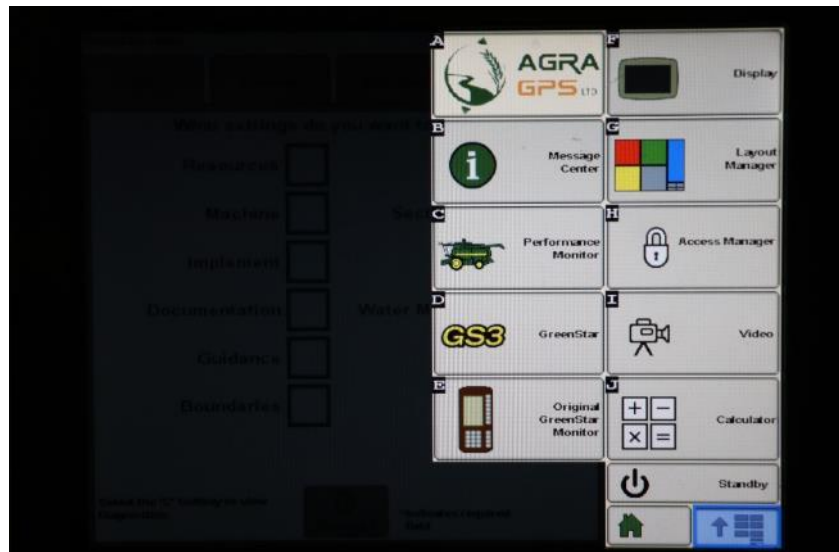 A
AGRA
GPS LTD
F
Display
B
Message
Center
G
Layout
Manager
C
Performance
Monitor
H
Access Manager
D
GS3
GreenStar
I
Video
E
Original
GreenStar
Monitor
J
Calculator
Standby
What settings do you want to
Resources
Machine
Implement
Documentation
Water M
Guidance
Boundaries